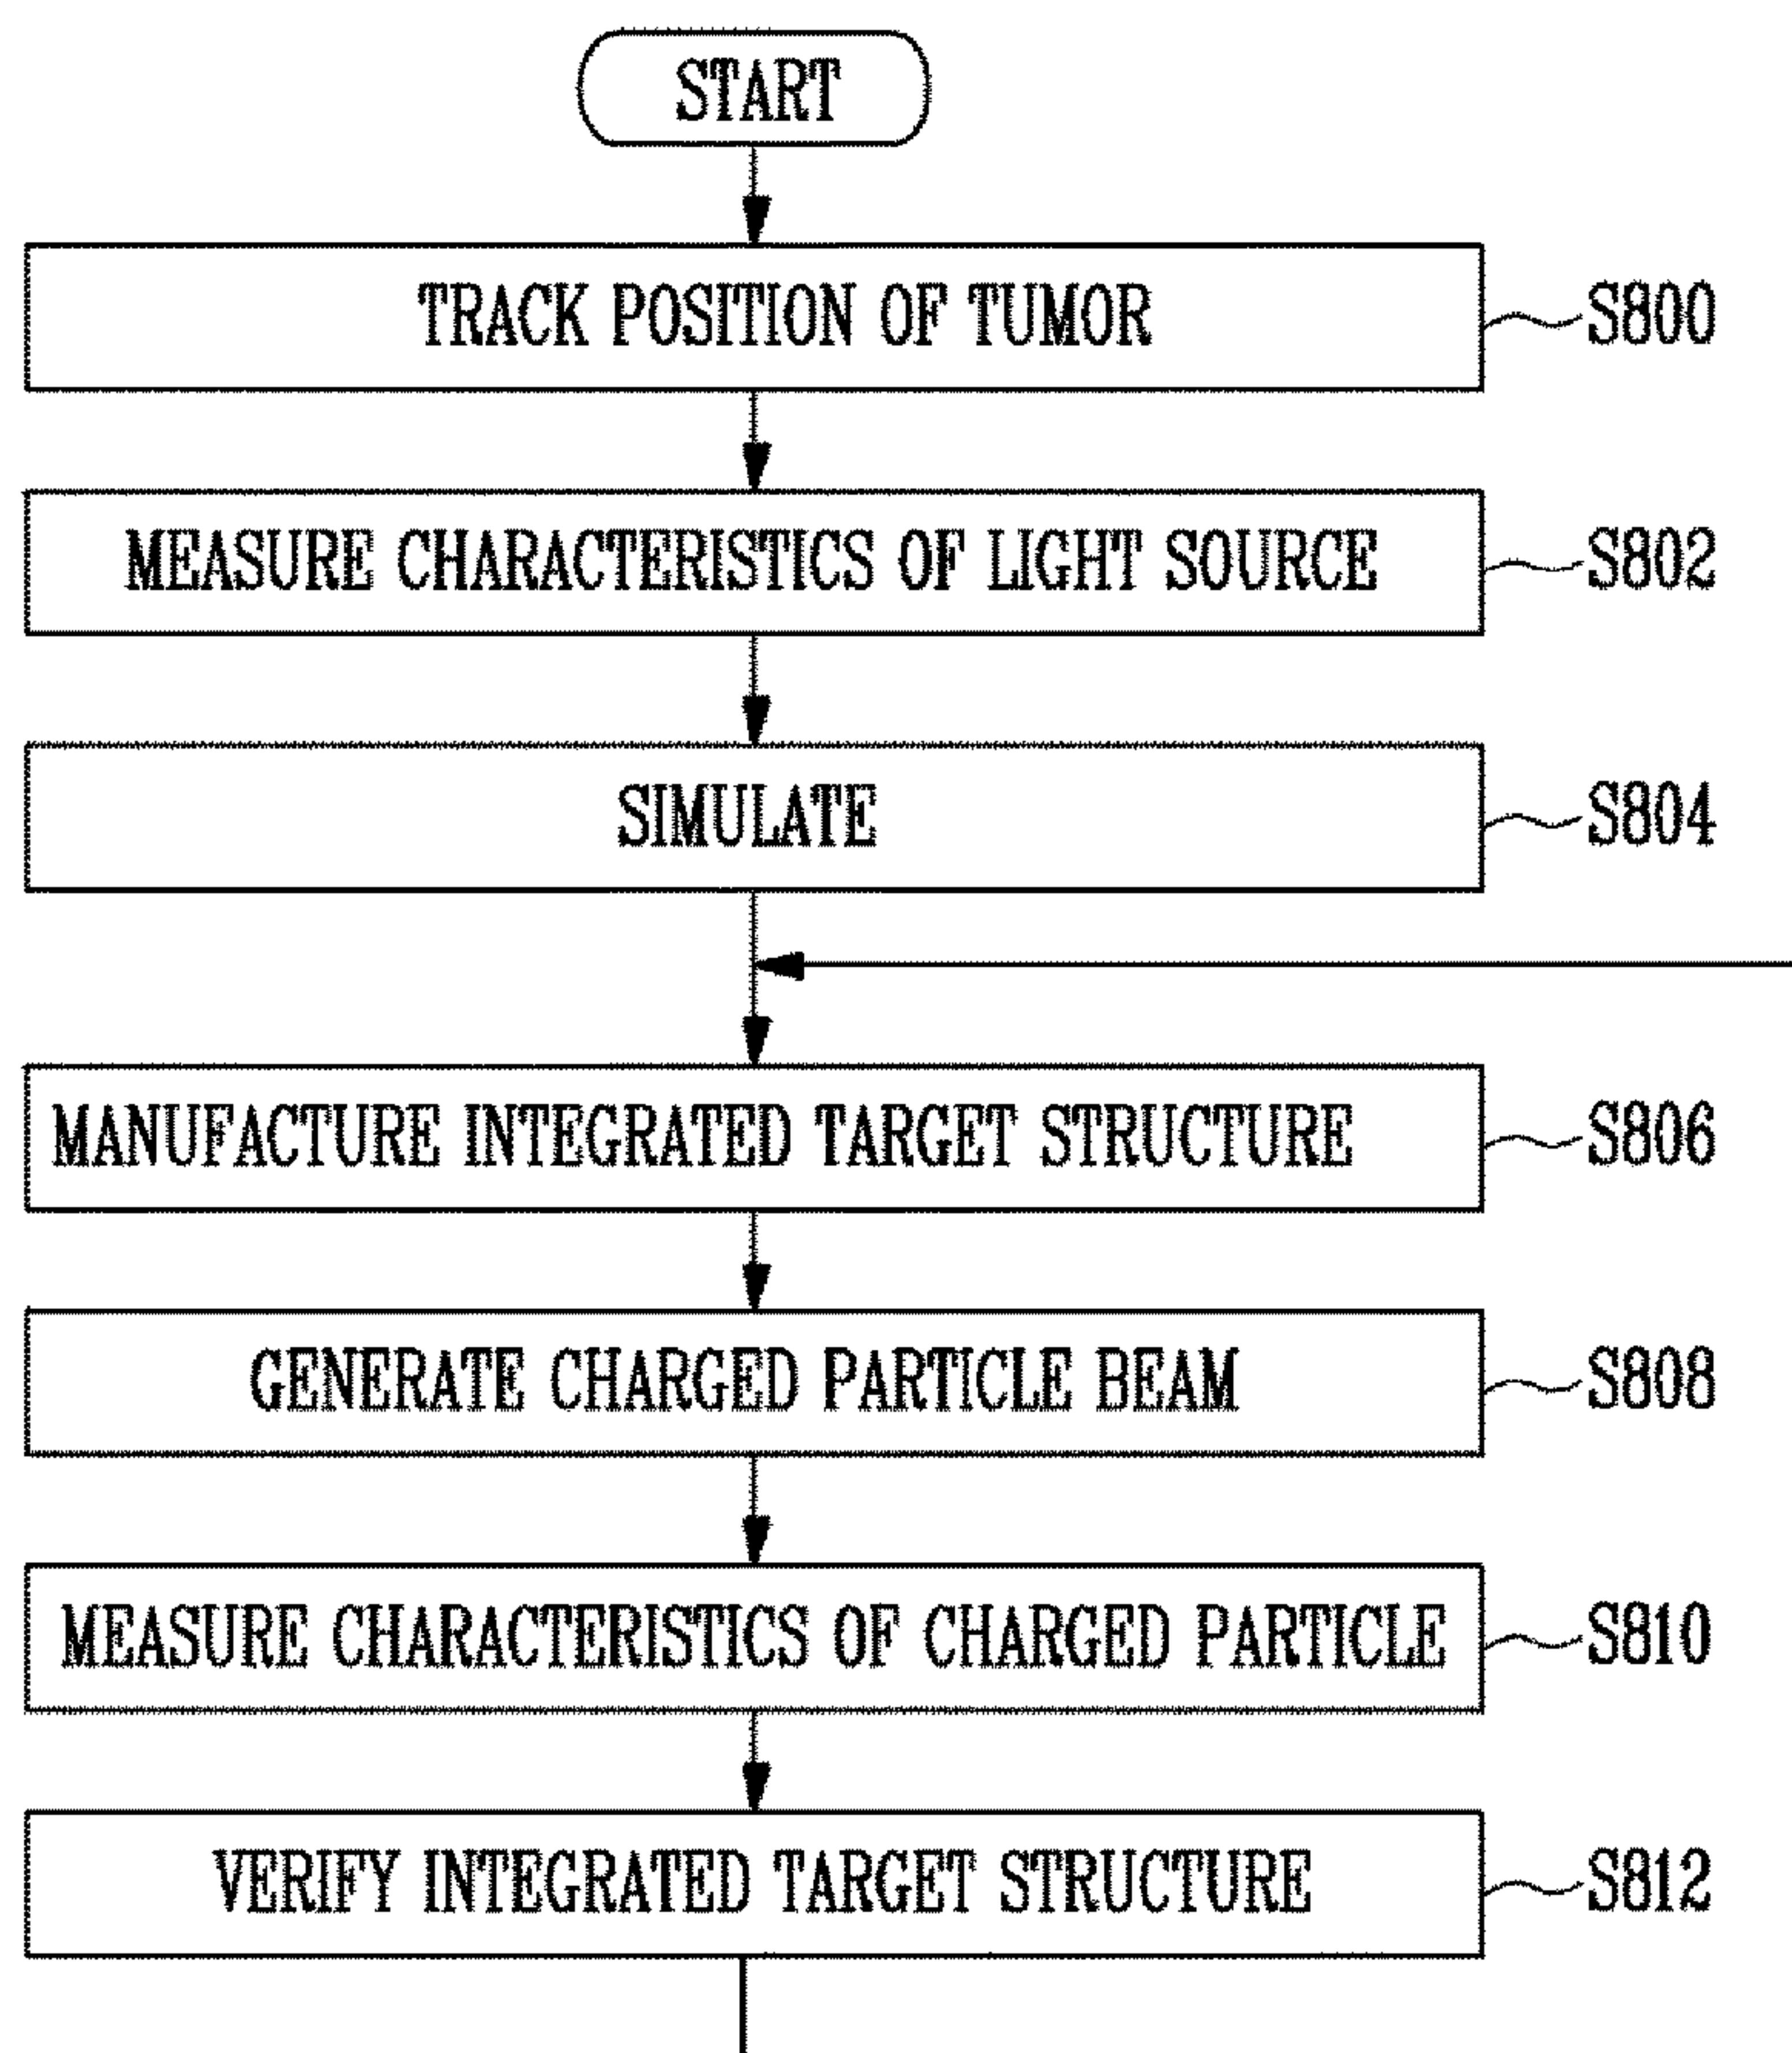 START
TRACK POSITION OF TUMOR
S800
MEASURE CHARACTERISTICS OF LIGHT SOURCE
S802
SIMULATE
S804
MANUFACTURE INTEGRATED TARGET STRUCTURE
S806
GENERATE CHARGED PARTICLE BEAM
S808
MEASURE CHARACTERISTICS OF CHARGED PARTICLE
S810
VERIFY INTEGRATED TARGET STRUCTURE
S812